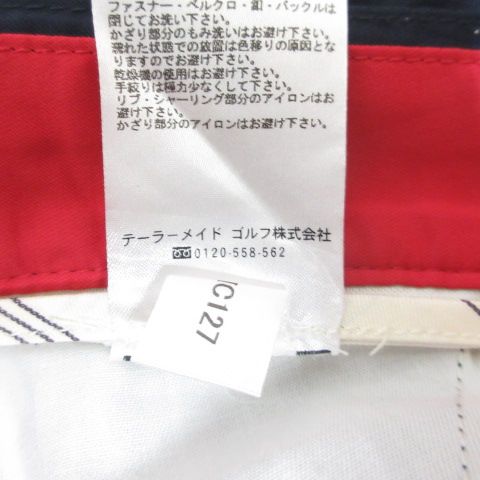 ファスナー・ベルクロ・釦・バックルは
閉じてお洗い下さい。
かざり部分のもみ洗いはお避け下さい。
濡れた状態での放置は色移りの原因とな
りますのでお避け下さい。
乾燥機の使用はお避け下さい。
手絞りは極力少なくして下さい。
リブ・シャーリング部分のアイロンはお
避け下さい。
かざり部分のアイロンはお避け下さい。
テーラーメイド ゴルフ株式会社
0120-558-562
JC127